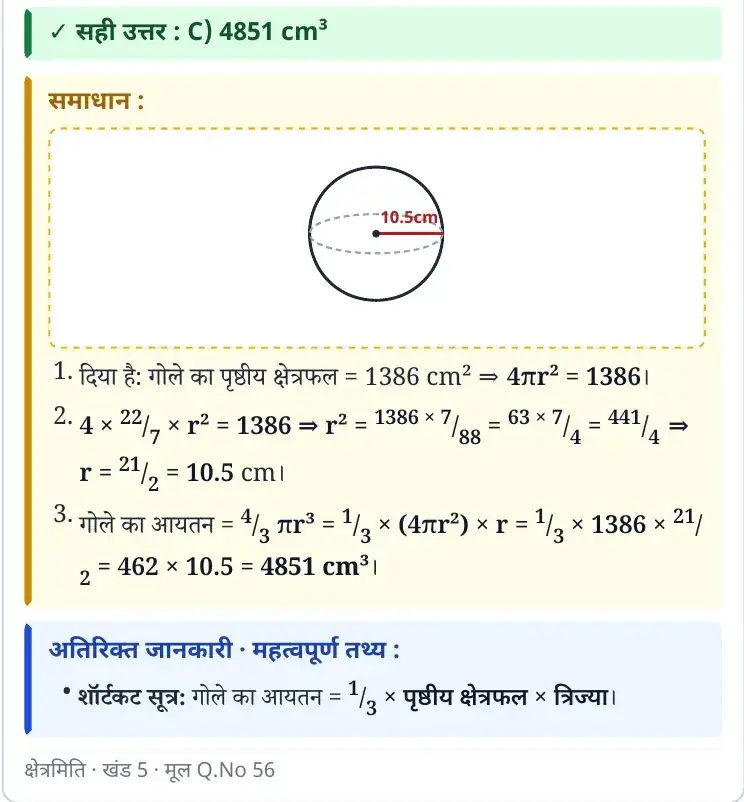 ✓ सही उत्तर : C) 4851 cm³
समाधान :
10.5cm
1. दिया है: गोले का पृष्ठीय क्षेत्रफल = 1386 cm² ⇒ 4πr² = 1386।
2. 4 × 22/7 × r² = 1386 ⇒ r² = 1386 × 7/88 = 63 × 7/4 = 441/4 ⇒
r = 21/2 = 10.5 cm।
3. गोले का आयतन = 4/3 πr³ = 1/3 × (4πr²) × r = 1/3 × 1386 × 21/
2 = 462 × 10.5 = 4851 cm³।
अतिरिक्त जानकारी · महत्वपूर्ण तथ्य :
• शॉर्टकट सूत्र: गोले का आयतन = 1/3 × पृष्ठीय क्षेत्रफल × त्रिज्या।
क्षेत्रमिति · खंड 5 · मूल Q.No 56